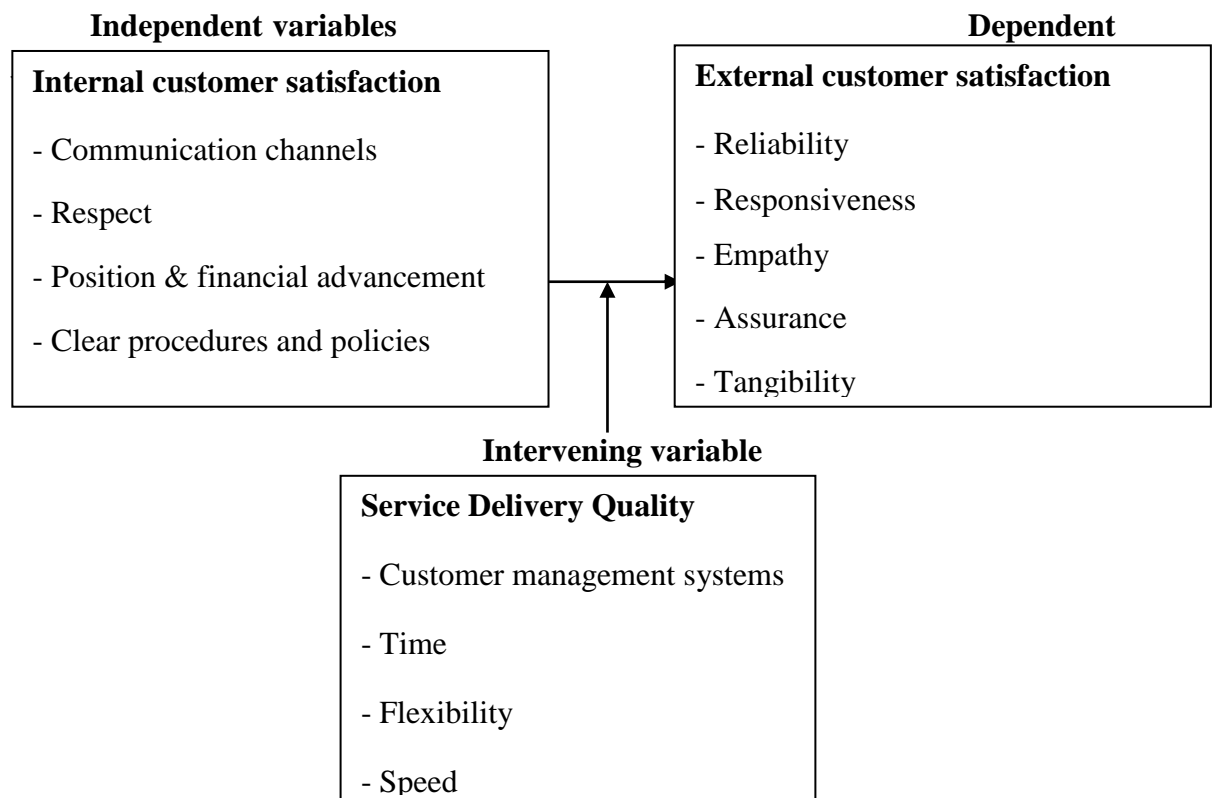 Independent variables
Dependent
Internal customer satisfaction
- Communication channels
- Respect
- Position & financial advancement
- Clear procedures and policies
External customer satisfaction
- Reliability
- Responsiveness
- Empathy
- Assurance
- Tangibility
Intervening variable
Service Delivery Quality
- Customer management systems
- Time
- Flexibility
- Speed